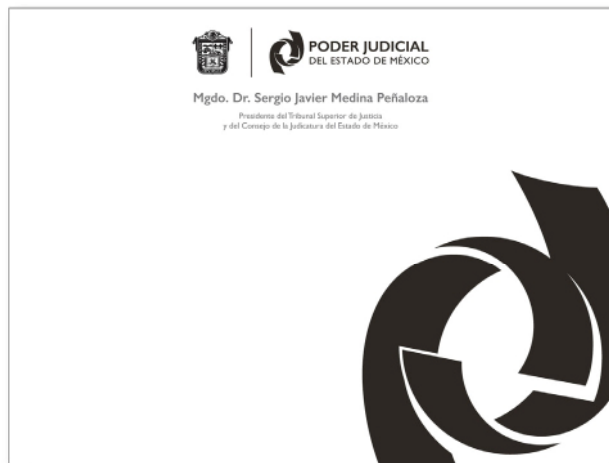 PODER JUDICIAL
DEL ESTADO DE MÉXICO
Mgdo. Dr. Sergio Javier Medina Peñaloza
Presidente del Tribunal Superior de Justicia
y del Consejo de la Judicatura del Estado de México